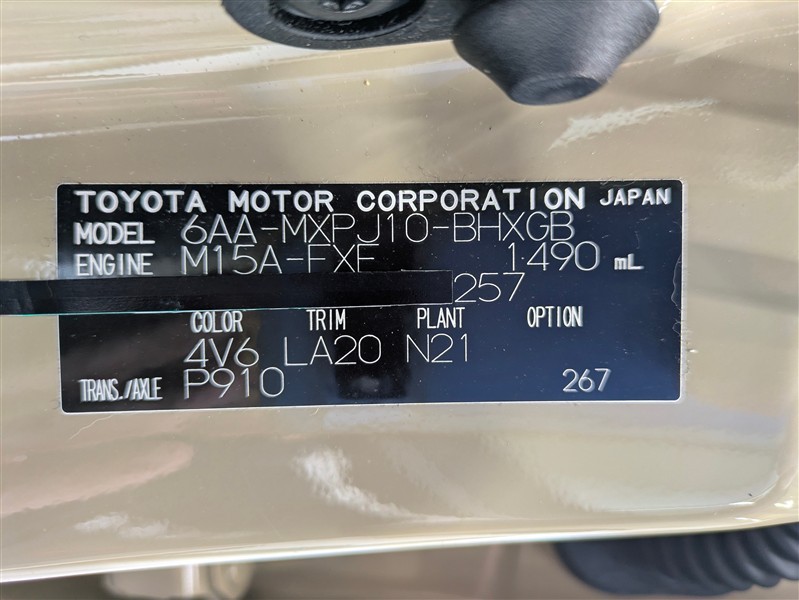 TOYOTA MOTOR CORPORATION JAPAN
MODEL 6AA-MXPJ10-BHXGB
ENGINE M15A-FXE 1490 mL
257
COLOR TRIM PLANT OPTION
4V6 LA20 N21
TRANS./AXLE P910 267